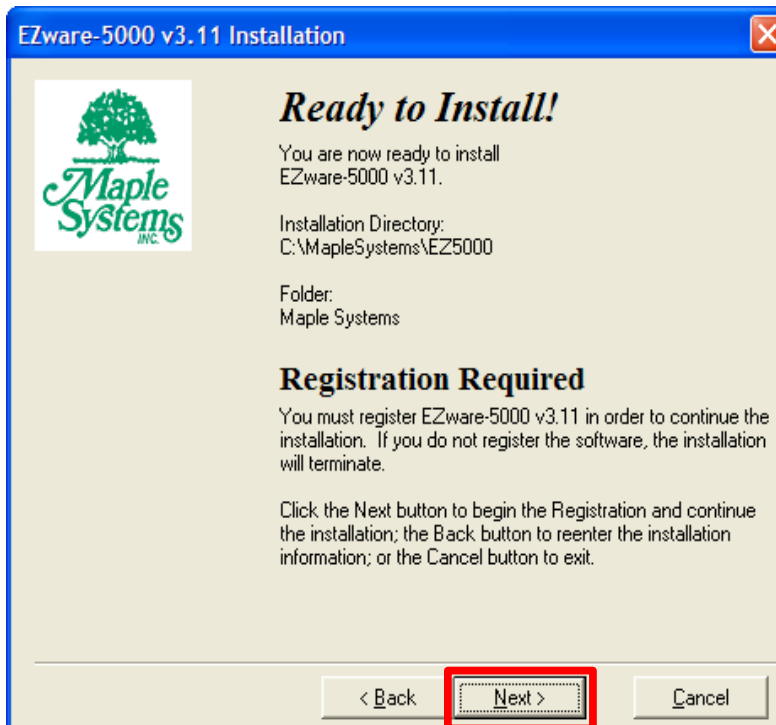 EZware-5000 v3.11 Installation
Maple
Systems
INC.
Ready to Install!
You are now ready to install
EZware-5000 v3.11.
Installation Directory:
C:\MapleSystems\EZ5000
Folder:
Maple Systems
Registration Required
You must register EZware-5000 v3.11 in order to continue the
installation. If you do not register the software, the installation
will terminate.
Click the Next button to begin the Registration and continue
the installation; the Back button to reenter the installation
information; or the Cancel button to exit.
< Back Next > Cancel